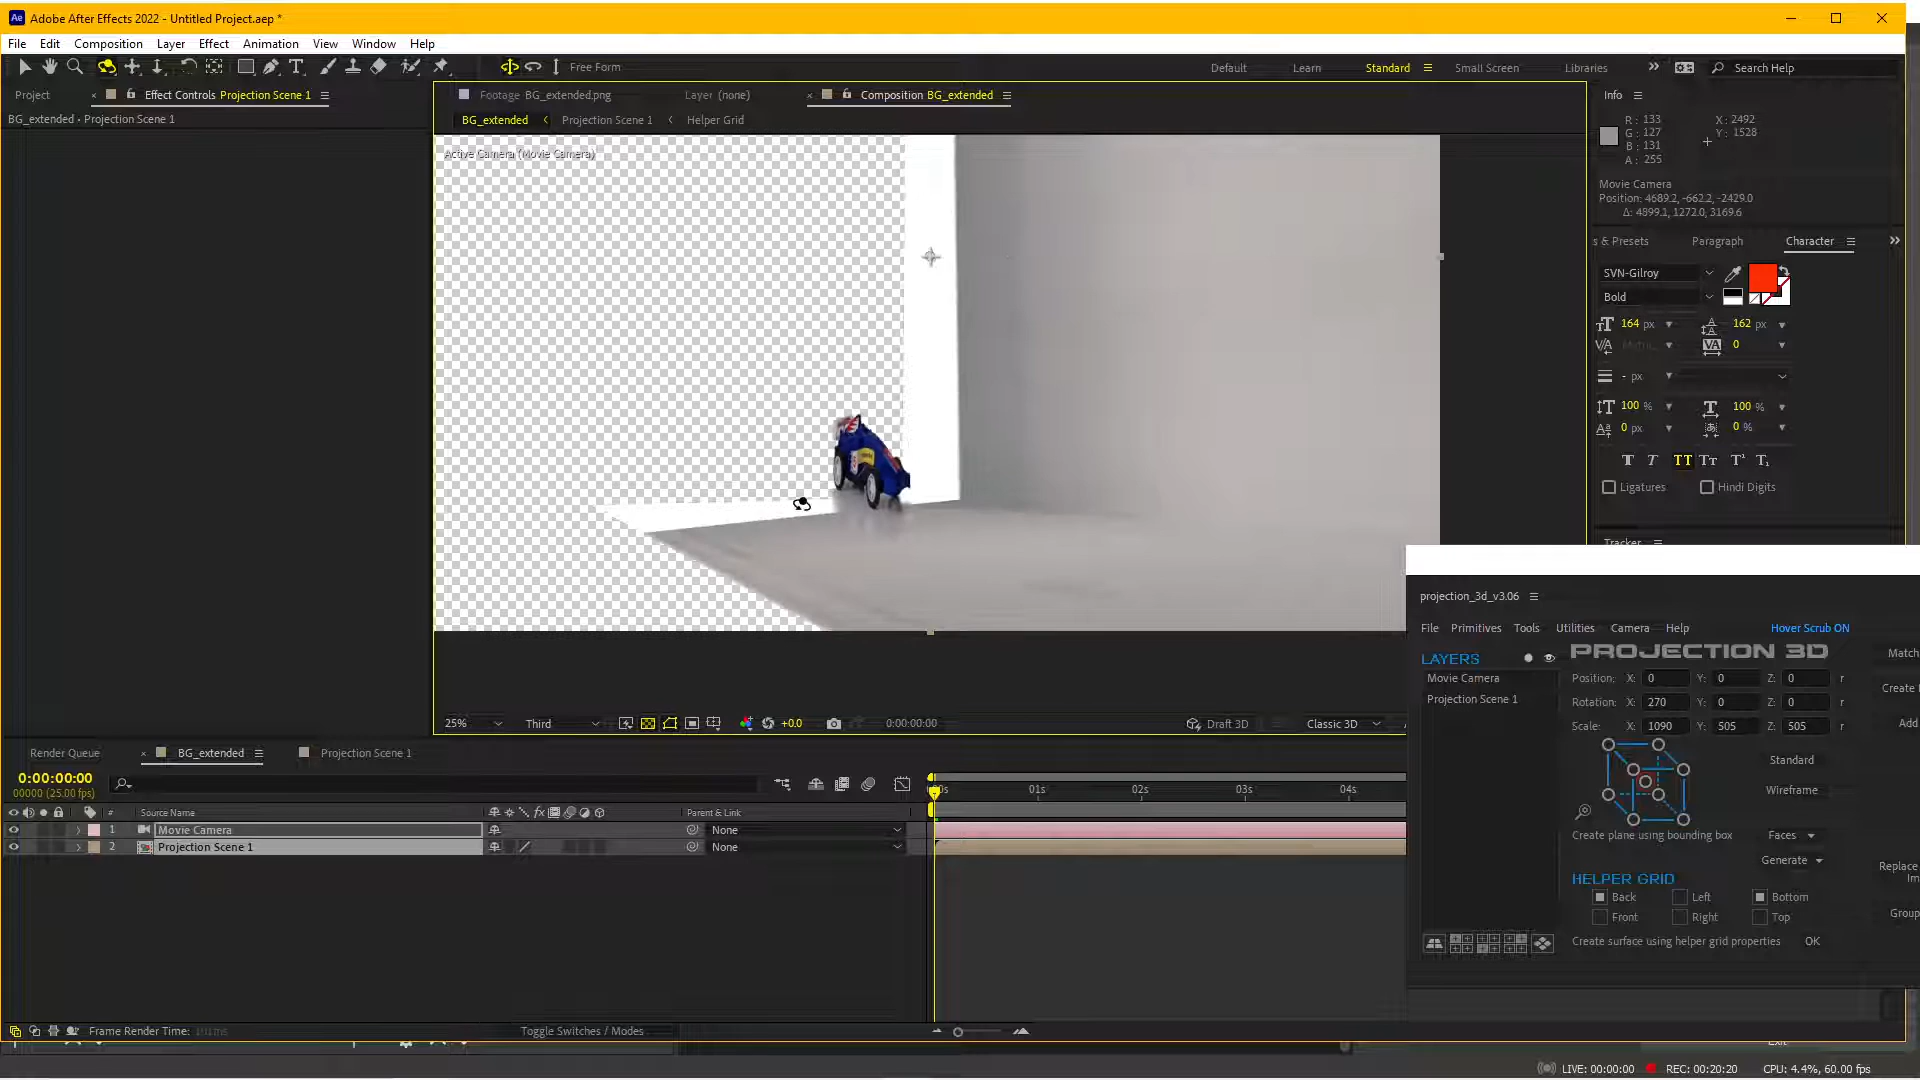 Adobe After Effects 2022 - Untitled Project.aep *
File Edit Composition Layer Effect Animation View Window Help
Free Form
Default Learn Standard Small Screen Libraries Search Help
Project Effect Controls Projection Scene 1
Footage BG_extended.png Layer (none) Composition BG_extended
Info
BG_extended • Projection Scene 1
BG_extended Projection Scene 1 Helper Grid
R : 133
G : 127
B : 131
A : 255
X : 2492
Y : 1528
Active Camera (Movie Camera)
Movie Camera
Position: 4689.2, -662.2, -2429.0
Δ: 4899.2, 1272.0, 3169.6
s & Presets Paragraph Character
SVN-Gilroy
Bold
164 px 162 px
0
- px
100 % 100 %
0 px 0 %
Ligatures Hindi Digits
Tracker
projection_3d_v3.06
File Primitives Tools Utilities Camera Help Hover Scrub ON
LAYERS PROJECTION 3D Match
Movie Camera
Projection Scene 1
Position: X: 0 Y: 0 Z: 0 r
Create
Rotation: X: 270 Y: 0 Z: 0 r
Scale: X: 1090 Y: 505 Z: 505 r
Add
Standard
Wireframe
Create plane using bounding box Faces
Generate
Replace
Im
HELPER GRID
Back Left Bottom
Front Right Top
Group
Create surface using helper grid properties OK
25% Third +0.0 0:00:00:00 Draft 3D Classic 3D
Render Queue BG_extended Projection Scene 1
0:00:00:00
00000 (25.00 fps)
01s 02s 03s 04s
# Source Name Parent & Link
1 Movie Camera None
2 Projection Scene 1 None
Frame Render Time: Toggle Switches / Modes
Exit
LIVE: 00:00:00 REC: 00:20:20 CPU: 4.4%, 60.00 fps